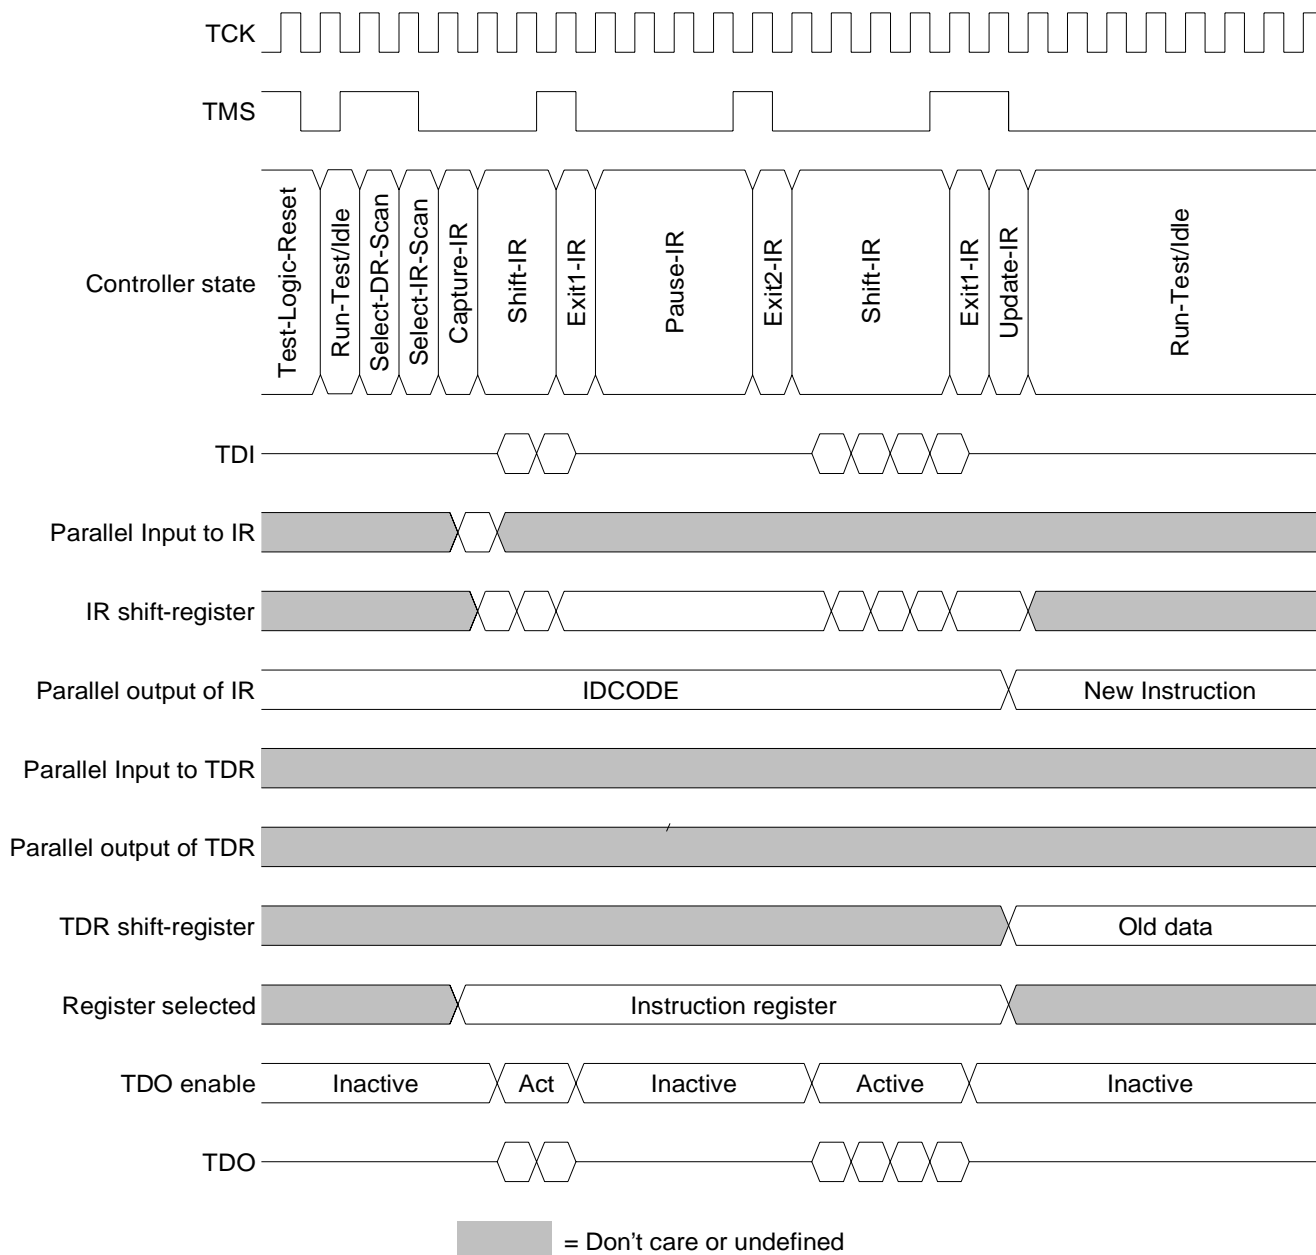 TCK
TMS
Controller state
Test-Logic-Reset
Run-Test/Idle
Select-DR-Scan
Select-IR-Scan
Capture-IR
Shift-IR
Exit1-IR
Pause-IR
Exit2-IR
Shift-IR
Exit1-IR
Update-IR
Run-Test/Idle
TDI
Parallel Input to IR
IR shift-register
Parallel output of IR
IDCODE
New Instruction
Parallel Input to TDR
Parallel output of TDR
TDR shift-register
Old data
Register selected
Instruction register
TDO enable
Inactive
Act
Inactive
Active
Inactive
TDO
= Don't care or undefined